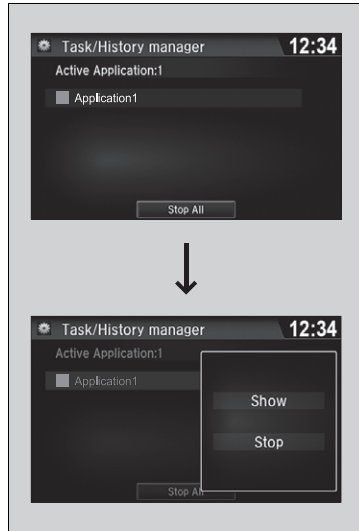 Task/History manager 12:34
Active Application:1
Application1
Stop All
Task/History manager 12:34
Active Application:1
Application1
Show
Stop
Stop All